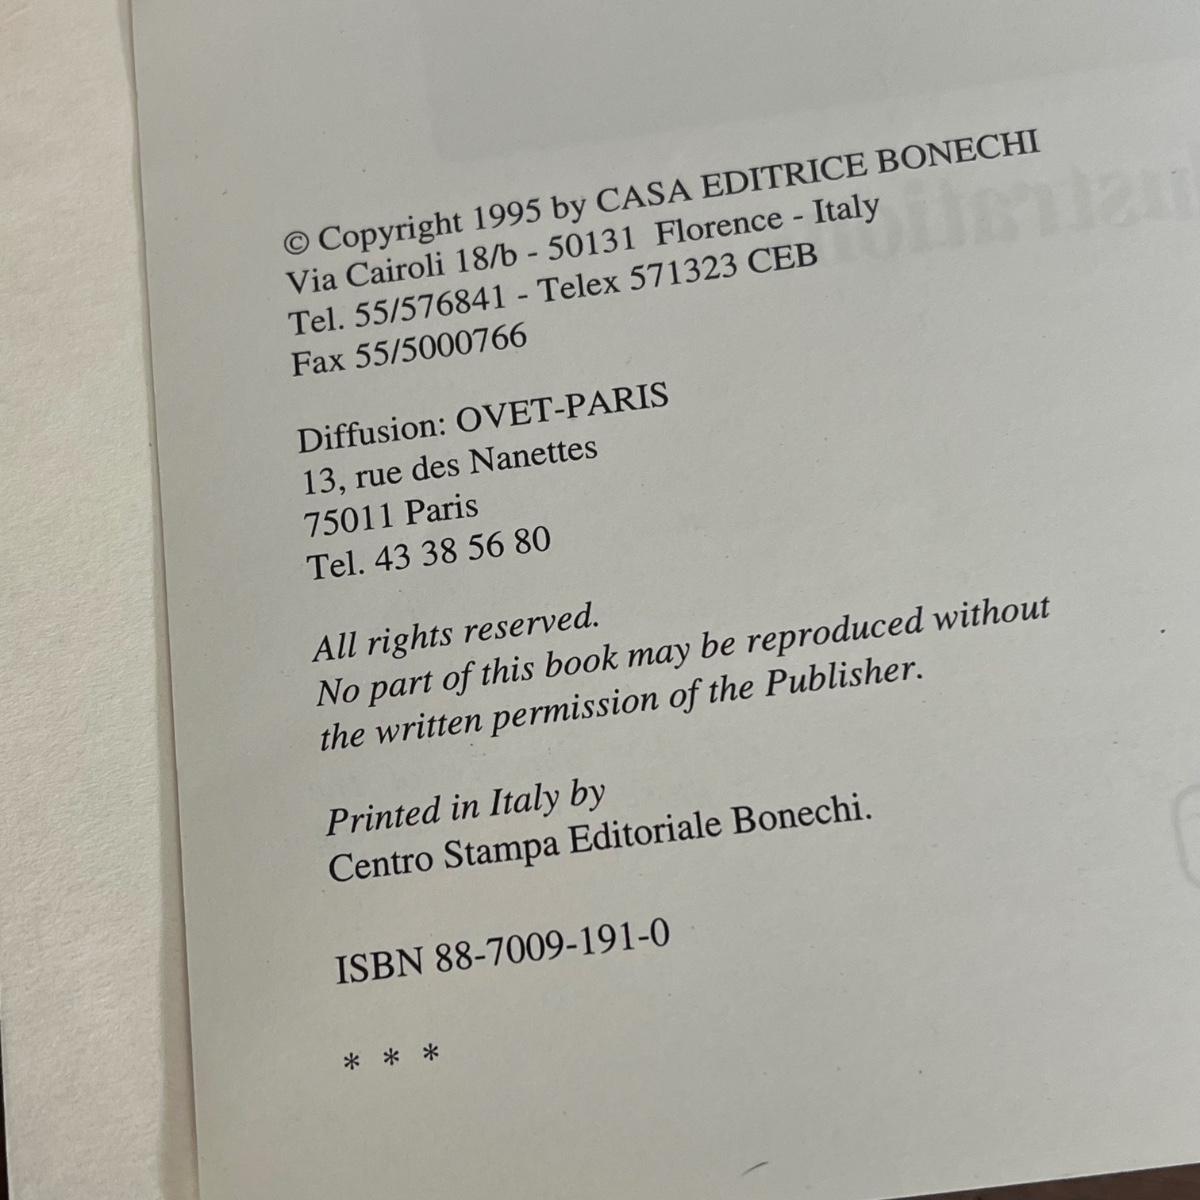 © Copyright 1995 by CASA EDITRICE BONECHI
Via Cairoli 18/b - 50131 Florence - Italy
Tel. 55/576841 - Telex 571323 CEB
Fax 55/5000766
Diffusion: OVET-PARIS
13, rue des Nanettes
75011 Paris
Tel. 43 38 56 80
All rights reserved.
No part of this book may be reproduced without
the written permission of the Publisher.
Printed in Italy by
Centro Stampa Editoriale Bonechi.
ISBN 88-7009-191-0
* * *